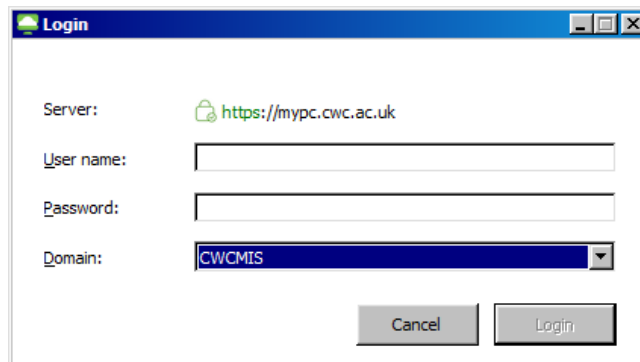 Login
Server: https://mypc.cwc.ac.uk
User name:
Password:
Domain: CWCMIS
Cancel Login